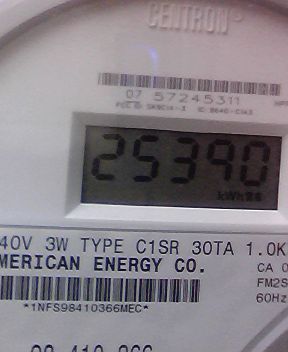 CENTRON®
07 57245311
25390
kWh
40V 3W TYPE C1SR 30TA 1.0K
MERICAN ENERGY CO.
CA 0
FM2S
60Hz
*1NFS98410366MEC*